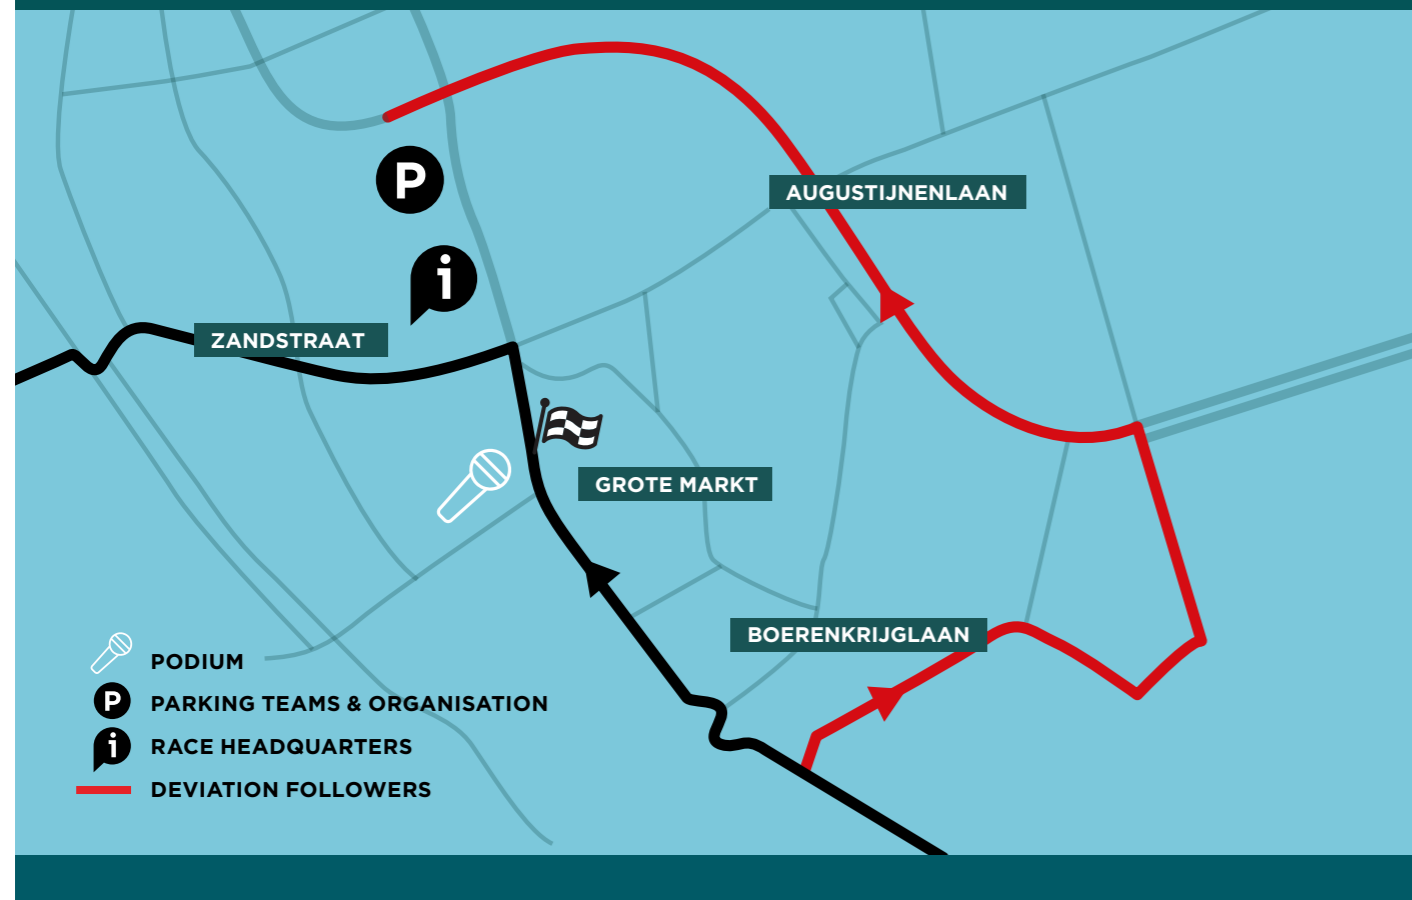 P
AUGUSTIJNENLAAN
i
ZANDSTRAAT
GROTE MARKT
BOERENKRIJGLAAN
PODIUM
P PARKING TEAMS & ORGANISATION
i RACE HEADQUARTERS
DEVIATION FOLLOWERS